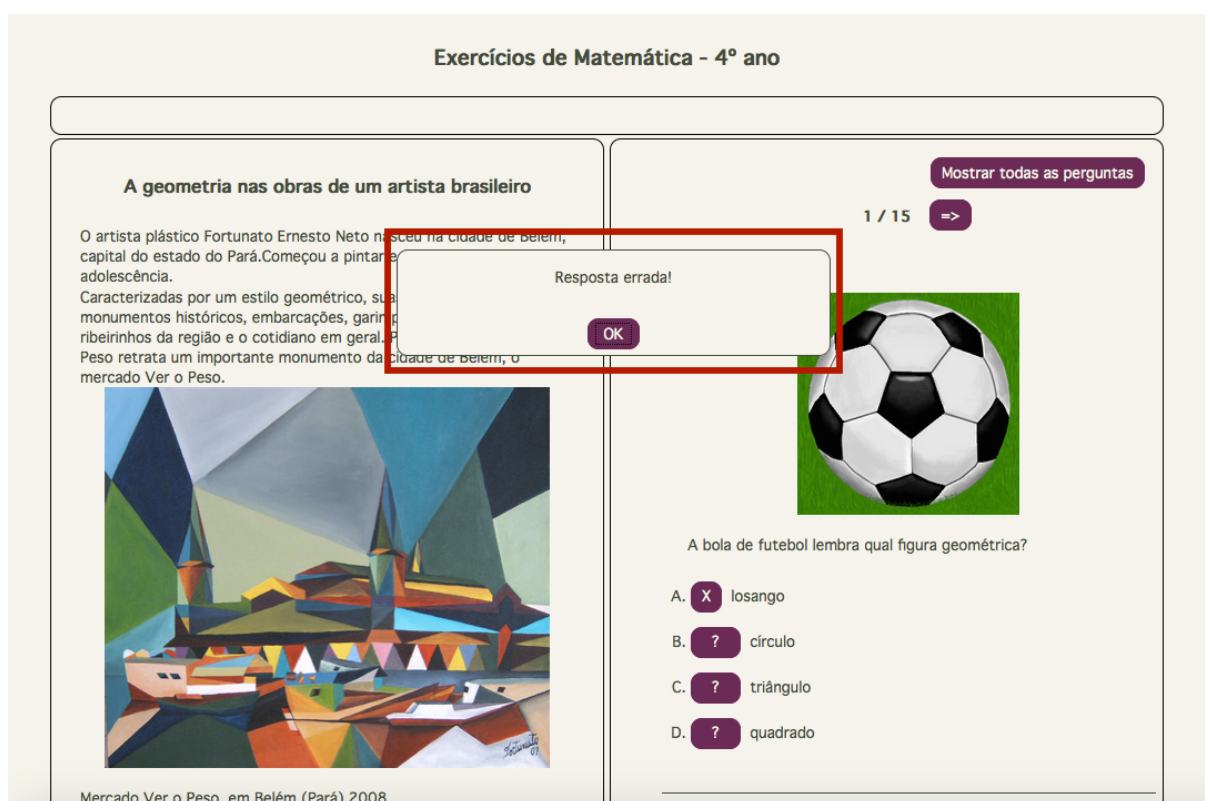 Exercícios de Matemática - 4º ano
A geometria nas obras de um artista brasileiro
O artista plástico Fortunato Ernesto Neto nasceu na cidade de Belém,
capital do estado do Pará.Começou a pintar
adolescência.
Caracterizadas por um estilo geométrico,
monumentos históricos, embarcações,
ribeirinhos da região e o cotidiano em geral.
Peso retrata um importante monumento da cidade de Belém, o
mercado Ver o Peso.
Fortunato
07
Mercado Ver o Peso, em Belém (Pará) 2008
Resposta errada!
OK
Mostrar todas as perguntas
1 / 15 =>
A bola de futebol lembra qual figura geométrica?
A. X losango
B. ? círculo
C. ? triângulo
D. ? quadrado